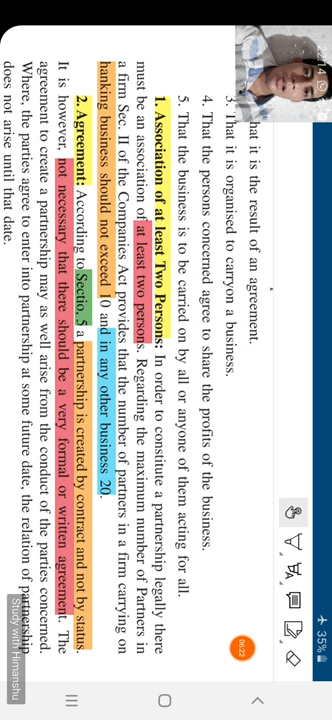 hat it is the result of an agreement.
3. That it is organised to carryon a business.
4. That the persons concerned agree to share the profits of the business.
5. That the business is to be carried on by all or anyone of them acting for all.
1. Association of at least Two Persons: In order to constitute a partnership legally there
must be an association of at least two persons. Regarding the maximum number of Partners in
a firm Sec. II of the Companies Act provides that the number of partners in a firm carrying on
hanking business should not exceed 10 and in any other business 20.
2. Agreement: According to Sectio, 5 a partnership is created by contract and not by status.
It is however, not necessary that there should be a very formal or written agreement. The
agreement to create a partnership may as well arise from the conduct of the parties concerned.
Where, the parties agree to enter into partnership at some future date, the relation of partnership
does not arise until that date.
35%
06:22
Study with Himanshu